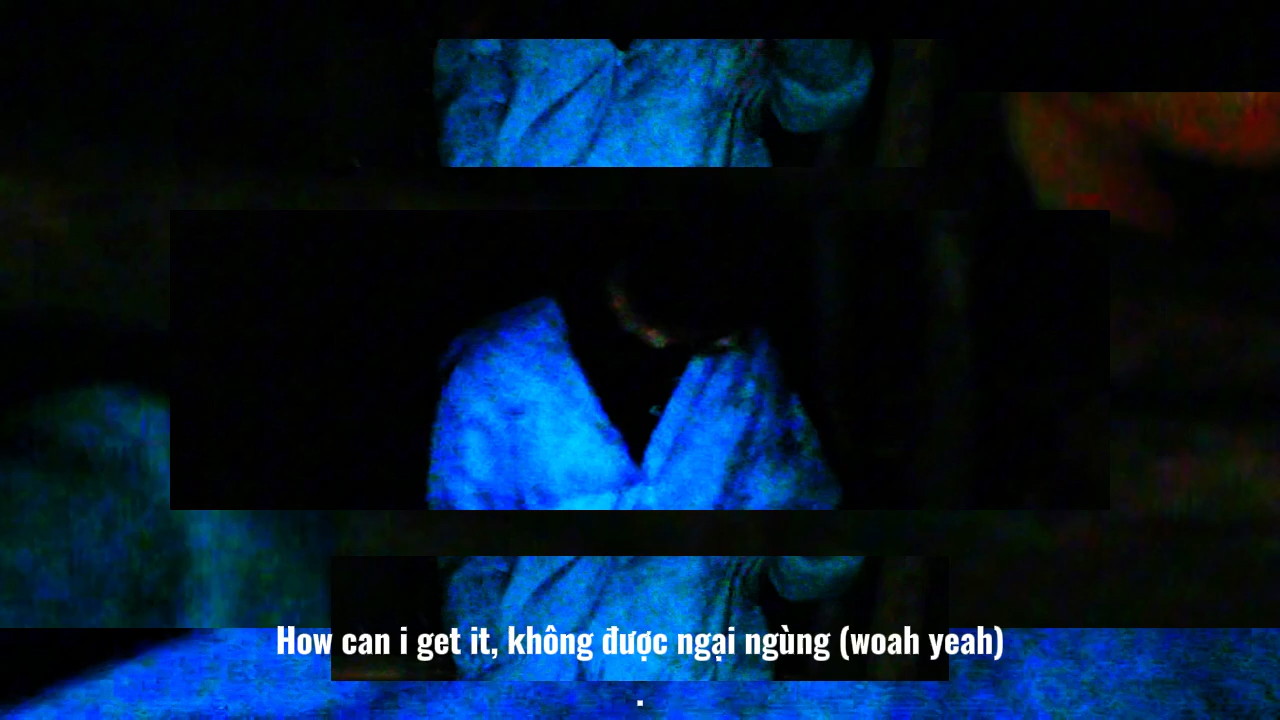 How can i get it, không được ngại ngùng (woah yeah)
.